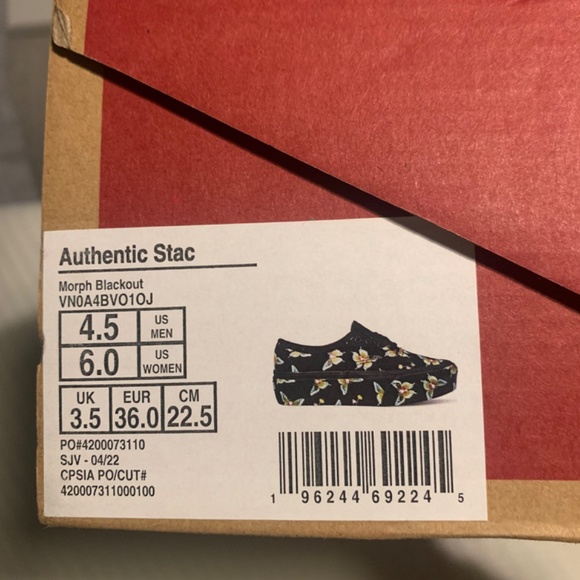 Authentic Stac
Morph Blackout
VN0A4BVO1OJ
4.5 US MEN
6.0 US WOMEN
UK EUR CM
3.5 36.0 22.5
PO#4200073110
SJV - 04/22
CPSIA PO/CUT#
420007311000100
1 96244 69224 5